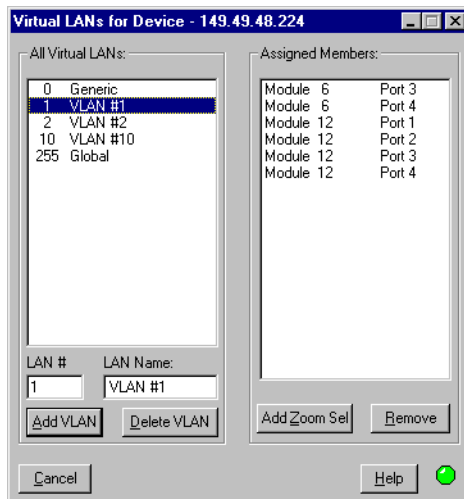 Virtual LANs for Device - 149.49.48.224
All Virtual LANs:
0 Generic
1 VLAN #1
2 VLAN #2
10 VLAN #10
255 Global
LAN # LAN Name:
1 VLAN #1
Add VLAN Delete VLAN
Assigned Members:
Module 6 Port 3
Module 6 Port 4
Module 12 Port 1
Module 12 Port 2
Module 12 Port 3
Module 12 Port 4
Add Zoom Sel Remove
Cancel Help